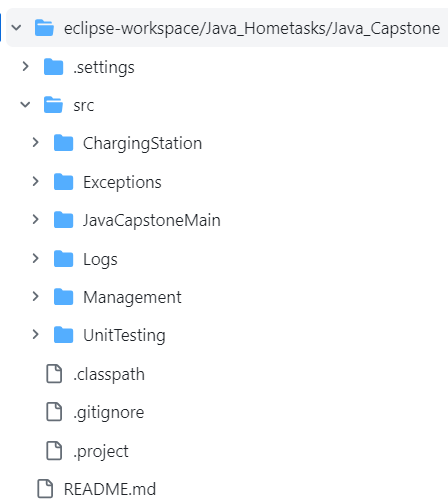 eclipse-workspace/Java_Hometasks/Java_Capstone
.settings
src
ChargingStation
Exceptions
JavaCapstoneMain
Logs
Management
UnitTesting
.classpath
.gitignore
.project
README.md